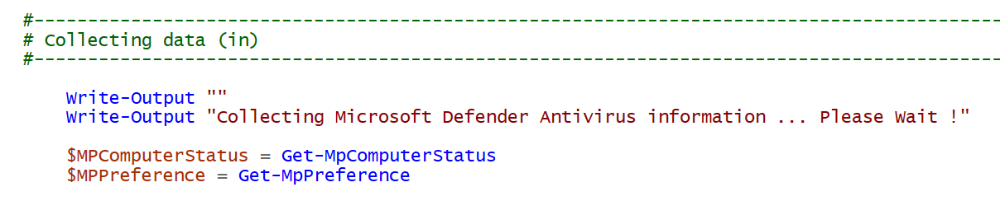 #------------------------------------------------------------------------------------------
# Collecting data (in)
#------------------------------------------------------------------------------------------
Write-Output ""
Write-Output "Collecting Microsoft Defender Antivirus information ... Please Wait !"
$MPComputerStatus = Get-MpComputerStatus
$MPPreference = Get-MpPreference